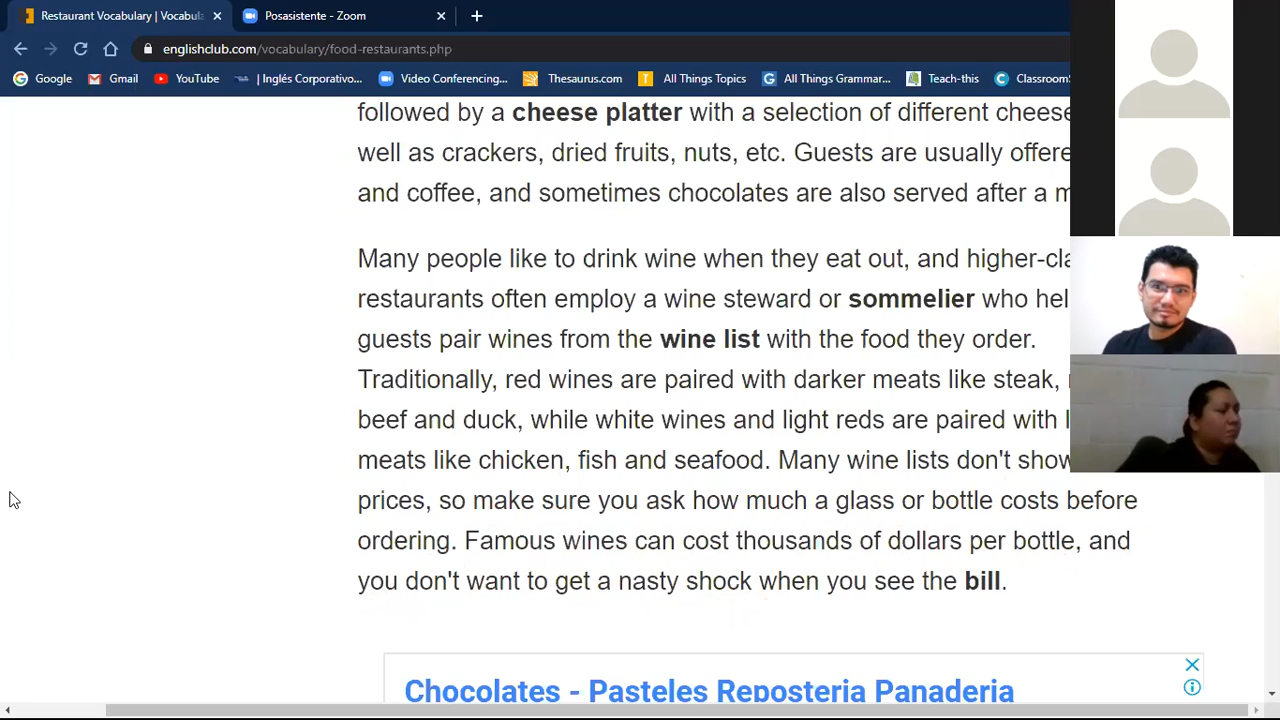 Restaurant Vocabulary | Vocabula
Posasistente - Zoom
englishclub.com/vocabulary/food-restaurants.php
Google
Gmail
YouTube
| Inglés Corporativo...
Video Conferencing...
Thesaurus.com
All Things Topics
All Things Grammar...
Teach-this
ClassroomS
followed by a cheese platter with a selection of different cheese
well as crackers, dried fruits, nuts, etc. Guests are usually offere
and coffee, and sometimes chocolates are also served after a m
Many people like to drink wine when they eat out, and higher-cla
restaurants often employ a wine steward or sommelier who hel
guests pair wines from the wine list with the food they order.
Traditionally, red wines are paired with darker meats like steak,
beef and duck, while white wines and light reds are paired with l
meats like chicken, fish and seafood. Many wine lists don't show
prices, so make sure you ask how much a glass or bottle costs before
ordering. Famous wines can cost thousands of dollars per bottle, and
you don't want to get a nasty shock when you see the bill.
Chocolates - Pasteles Reposteria Panaderia